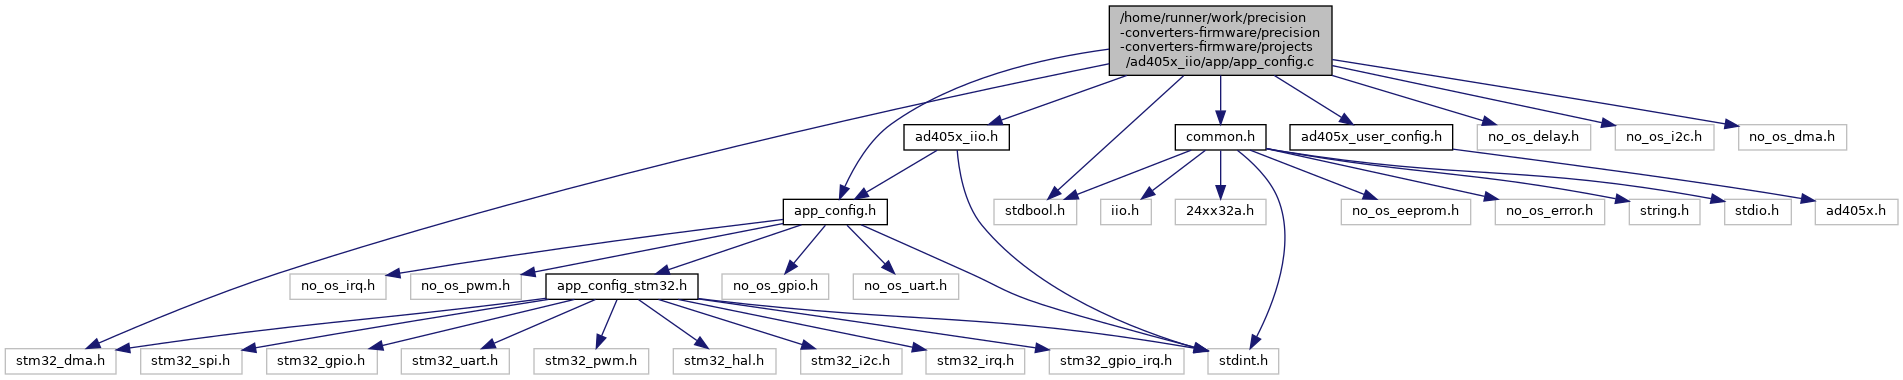 /home/runner/work/precision
-converters-firmware/precision
-converters-firmware/projects
/ad405x_iio/app/app_config.c
ad405x_iio.h
common.h
ad405x_user_config.h
no_os_delay.h
no_os_i2c.h
no_os_dma.h
app_config.h
stdbool.h
iio.h
24xx32a.h
no_os_eeprom.h
no_os_error.h
string.h
stdio.h
ad405x.h
no_os_irq.h
no_os_pwm.h
app_config_stm32.h
no_os_gpio.h
no_os_uart.h
stm32_dma.h
stm32_spi.h
stm32_gpio.h
stm32_uart.h
stm32_pwm.h
stm32_hal.h
stm32_i2c.h
stm32_irq.h
stm32_gpio_irq.h
stdint.h